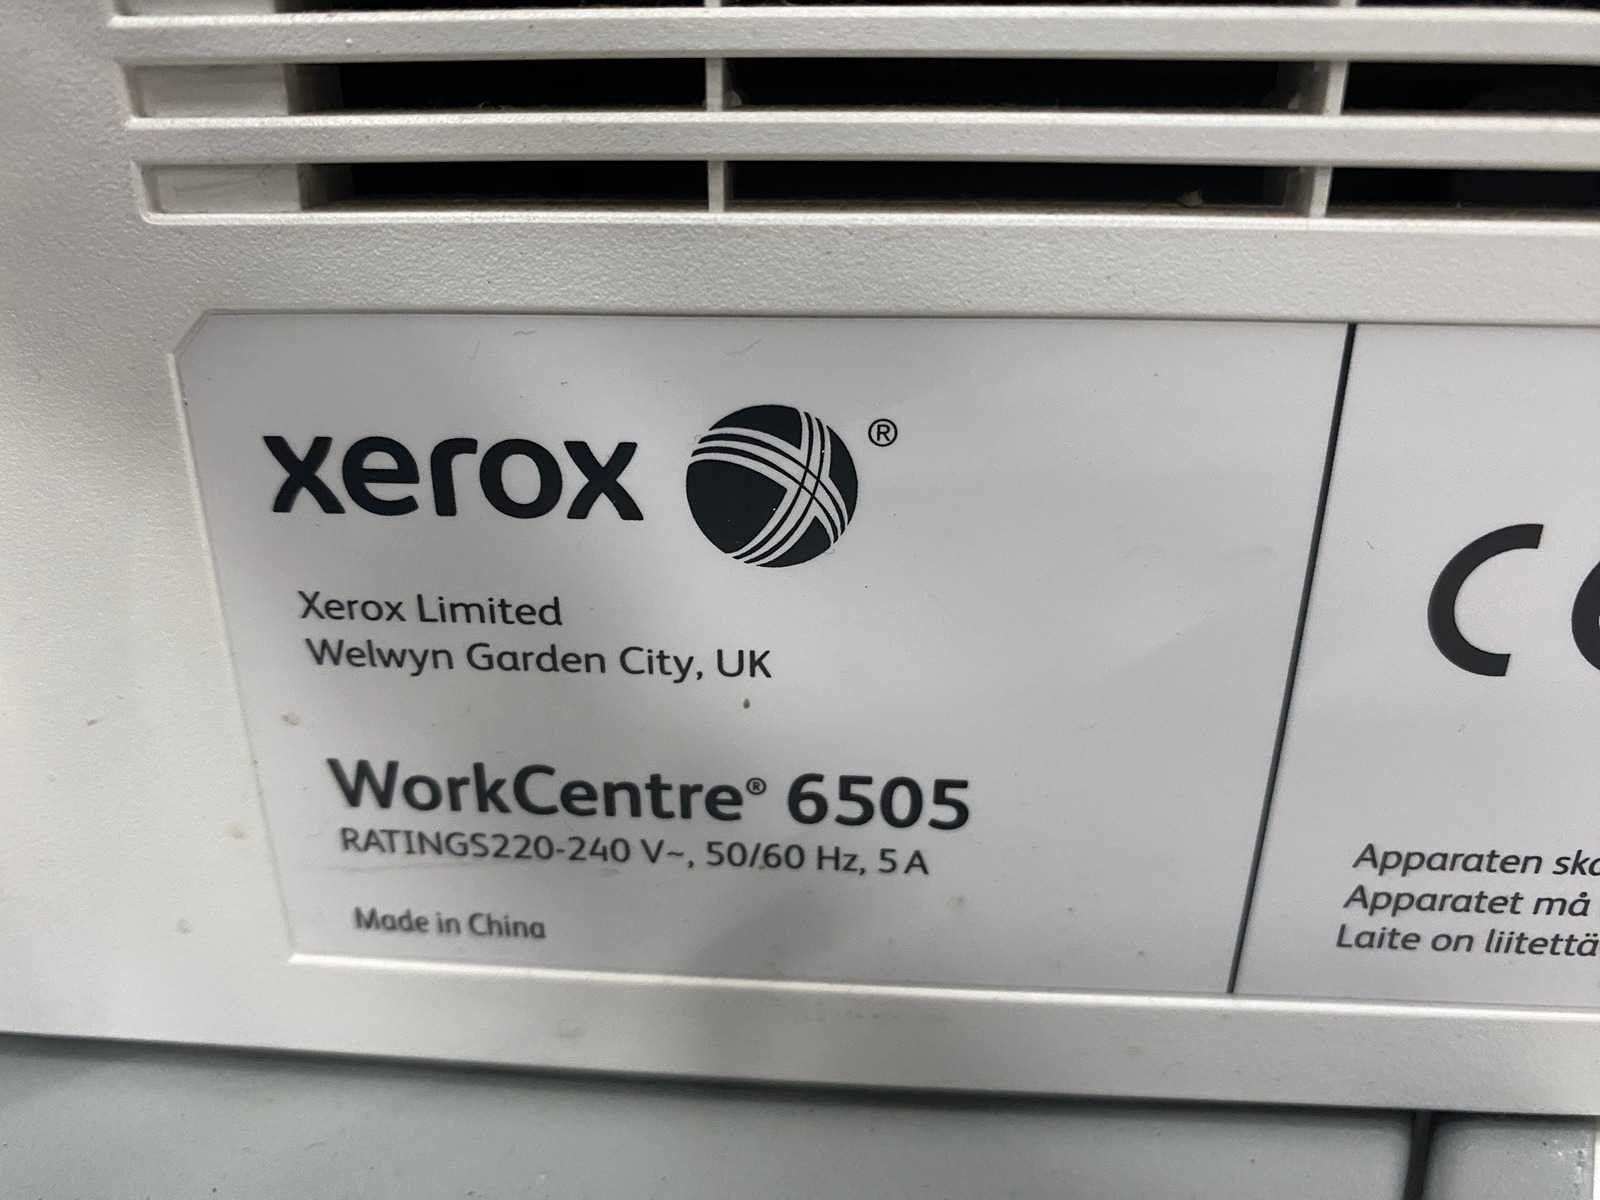 xerox ®
Xerox Limited
Welwyn Garden City, UK
WorkCentre® 6505
RATINGS220-240 V~, 50/60 Hz, 5 A
Made in China
C
Apparaten
Apparatet må
Laite on liitettä